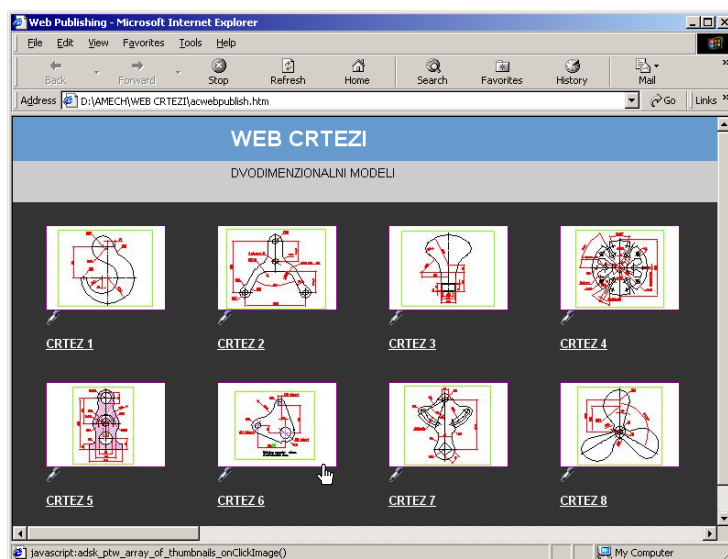 Web Publishing - Microsoft Internet Explorer
File Edit View Favorites Tools Help
Back Forward Stop Refresh Home Search Favorites History Mail »
Address D:\AMECH\WEB CRTEZI\acwebpublish.htm Go Links »
WEB CRTEZI
DVODIMENZIONALNI MODELI
CRTEZ 1 CRTEZ 2 CRTEZ 3 CRTEZ 4
CRTEZ 5 CRTEZ 6 CRTEZ 7 CRTEZ 8
javascript:adsk_ptw_array_of_thumbnails_onClickImage() My Computer